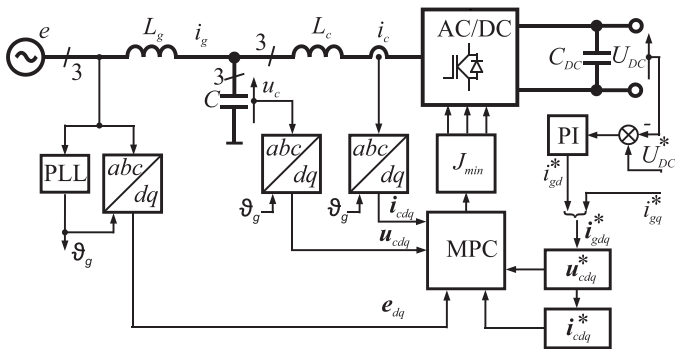 e L_g i_g L_c i_c AC/DC
3 3 C_DC U_DC
3 C u_c
PI - U*_DC
PLL abc/dq abc/dq abc/dq J_min i*_gd i*_gq
ϑ_g ϑ_g i_cdq i*_gdq
ϑ_g u_cdq MPC u*_cdq
e_dq i*_cdq